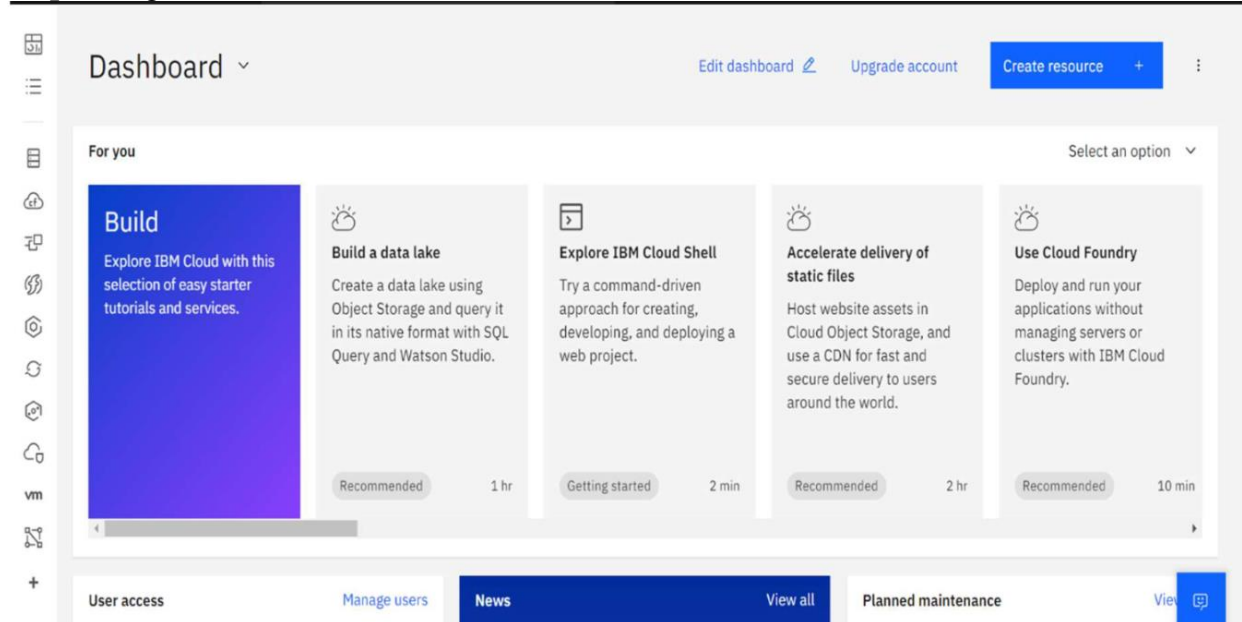 Dashboard
Edit dashboard
Upgrade account
Create resource +
For you
Select an option
Build
Explore IBM Cloud with this
selection of easy starter
tutorials and services.
Build a data lake
Create a data lake using
Object Storage and query it
in its native format with SQL
Query and Watson Studio.
Recommended
1 hr
Explore IBM Cloud Shell
Try a command-driven
approach for creating,
developing, and deploying a
web project.
Getting started
2 min
Accelerate delivery of
static files
Host website assets in
Cloud Object Storage, and
use a CDN for fast and
secure delivery to users
around the world.
Recommended
2 hr
Use Cloud Foundry
Deploy and run your
applications without
managing servers or
clusters with IBM Cloud
Foundry.
Recommended
10 min
cf
vm
+
User access
Manage users
News
View all
Planned maintenance